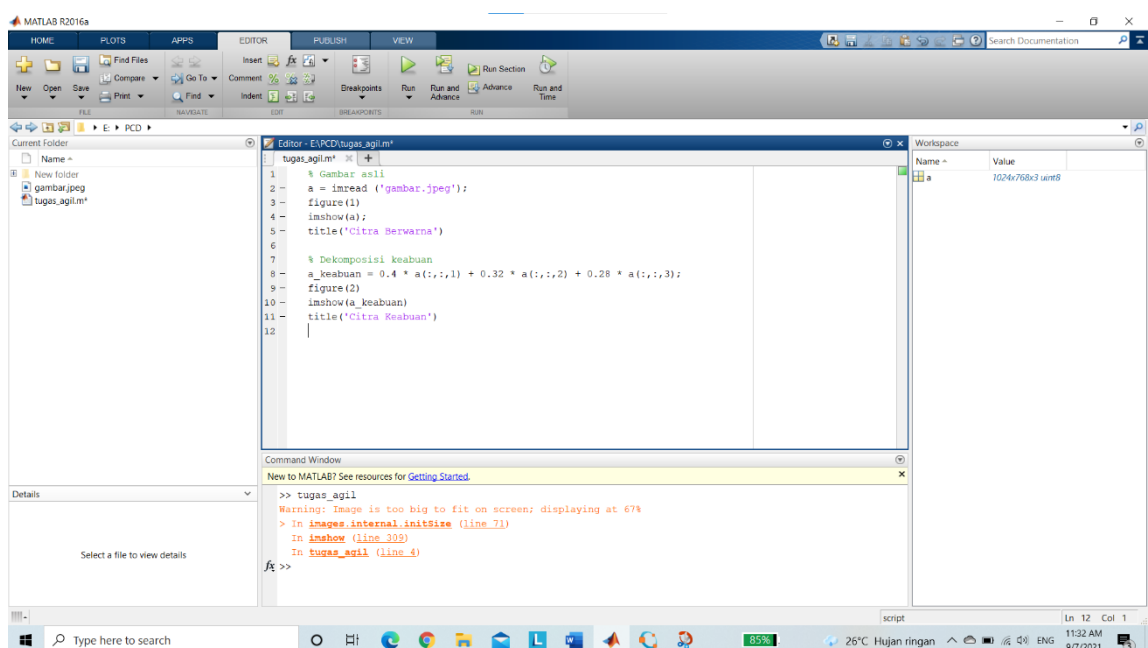 MATLAB R2016a
HOME PLOTS APPS EDITOR PUBLISH VIEW
Search Documentation
New Open Save
Find Files
Compare
Print
Go To
Find
Insert fx
Comment
Indent
Breakpoints
Run
Run and Advance
Run Section
Advance
Run and Time
FILE NAVIGATE EDIT BREAKPOINTS RUN
E: PCD
Current Folder
Name
New folder
gambar.jpeg
tugas_agil.m*
Details
Select a file to view details
Editor - E:\PCD\tugas_agil.m*
tugas_agil.m*
1 % Gambar asli
2 - a = imread ('gambar.jpeg');
3 - figure(1)
4 - imshow(a);
5 - title('Citra Berwarna')
6
7 % Dekomposisi keabuan
8 - a_keabuan = 0.4 * a(:,:,1) + 0.32 * a(:,:,2) + 0.28 * a(:,:,3);
9 - figure(2)
10 - imshow(a_keabuan)
11 - title('Citra Keabuan')
12
Command Window
New to MATLAB? See resources for Getting Started.
>> tugas_agil
Warning: Image is too big to fit on screen; displaying at 67%
> In images.internal.initSize (line 71)
In imshow (line 309)
In tugas_agil (line 4)
fx >>
Workspace
Name Value
a 1024x768x3 uint8
script Ln 12 Col 1
Type here to search
85%
26°C Hujan ringan
ENG
11:32 AM
9/7/2021